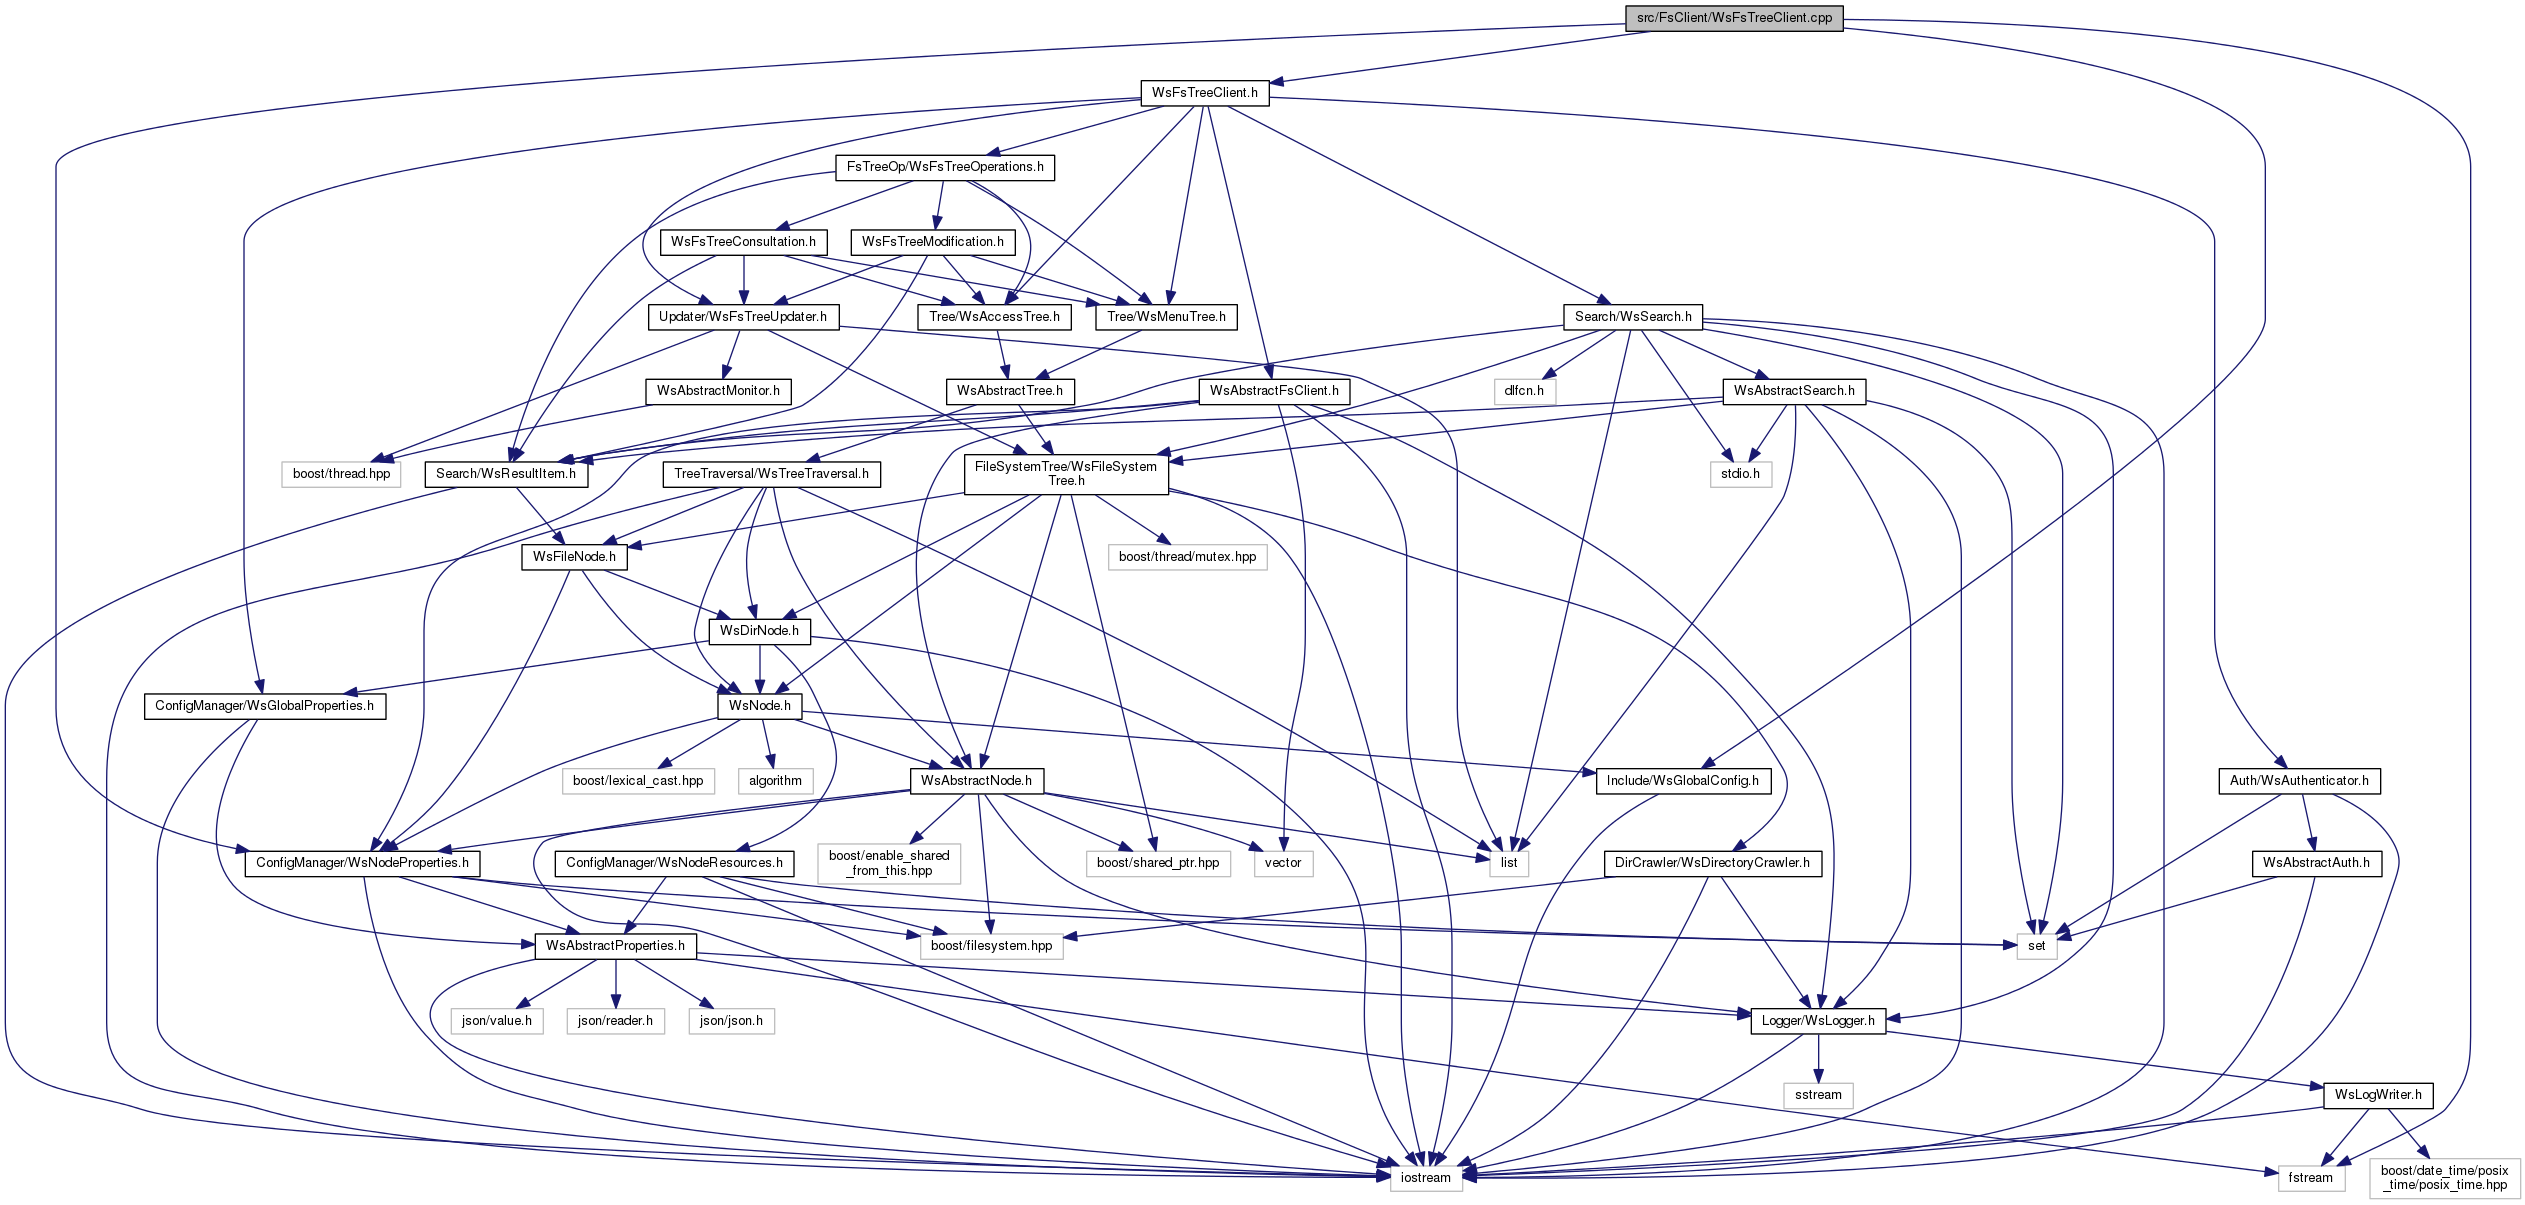 src/FsClient/WsFsTreeClient.cpp
WsFsTreeClient.h
FsTreeOp/WsFsTreeOperations.h
WsFsTreeConsultation.h
WsFsTreeModification.h
Updater/WsFsTreeUpdater.h
Tree/WsAccessTree.h
Tree/WsMenuTree.h
Search/WsSearch.h
WsAbstractMonitor.h
WsAbstractTree.h
WsAbstractFsClient.h
dlfcn.h
WsAbstractSearch.h
boost/thread.hpp
Search/WsResultItem.h
TreeTraversal/WsTreeTraversal.h
FileSystemTree/WsFileSystem
Tree.h
stdio.h
WsFileNode.h
boost/thread/mutex.hpp
WsDirNode.h
ConfigManager/WsGlobalProperties.h
WsNode.h
boost/lexical_cast.hpp
algorithm
WsAbstractNode.h
Include/WsGlobalConfig.h
Auth/WsAuthenticator.h
ConfigManager/WsNodeProperties.h
ConfigManager/WsNodeResources.h
boost/enable_shared
_from_this.hpp
boost/shared_ptr.hpp
vector
list
DirCrawler/WsDirectoryCrawler.h
WsAbstractAuth.h
WsAbstractProperties.h
boost/filesystem.hpp
set
json/value.h
json/reader.h
json/json.h
Logger/WsLogger.h
sstream
WsLogWriter.h
iostream
fstream
boost/date_time/posix
_time/posix_time.hpp